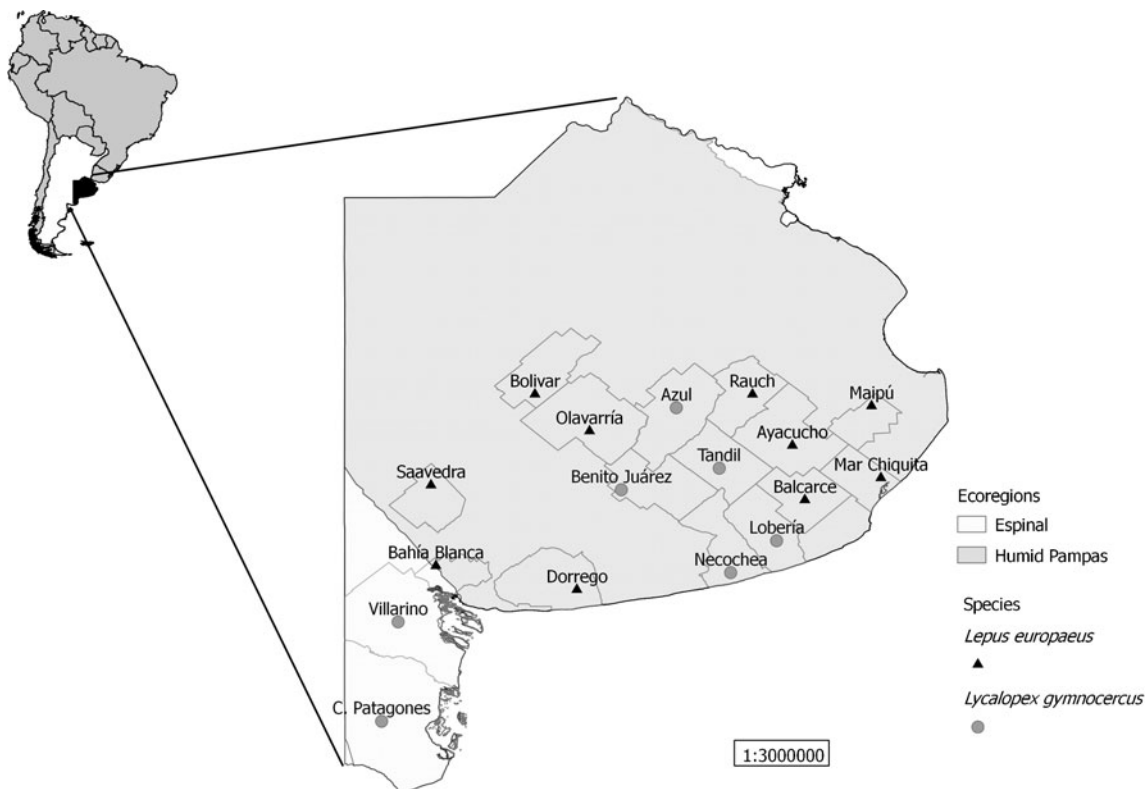 Bolivar
Azul
Rauch
Maipú
Olavarría
Ayacucho
Saavedra
Benito Juárez
Tandil
Mar Chiquita
Balcarce
Lobería
Bahía Blanca
Dorrego
Necochea
Villarino
C. Patagones
1:3000000
Ecoregions
Espinal
Humid Pampas
Species
Lepus europaeus
Lycalopex gymnocercus